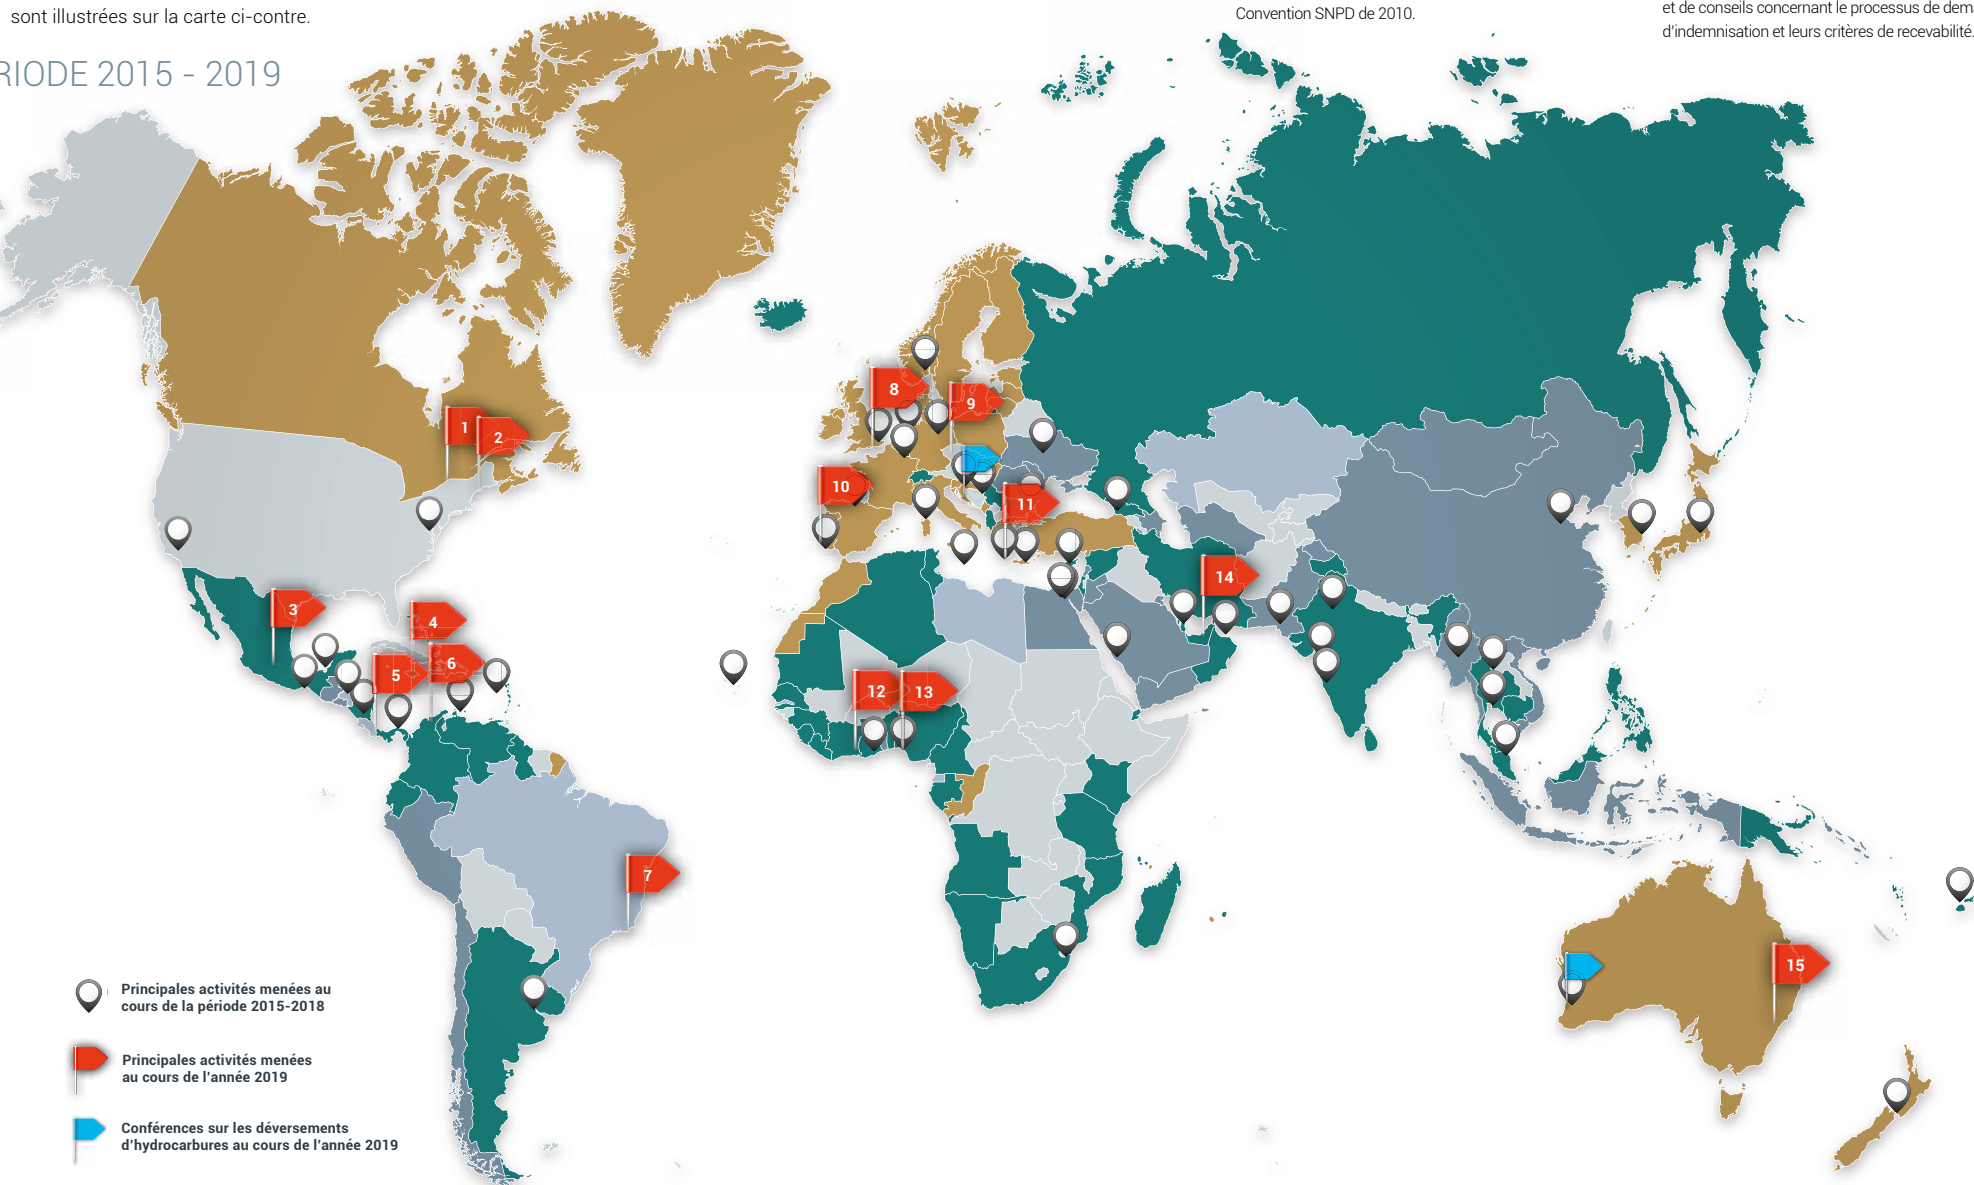 sont illustrées sur la carte ci-contre.
RIODE 2015 - 2019
Convention SNPD de 2010.
et de conseils concernant le processus de dem
d'indemnisation et leurs critères de recevabilité.
8
9
1
2
10
11
14
3
4
6
5
12
13
7
15
Principales activités menées au
cours de la période 2015-2018
Principales activités menées
au cours de l'année 2019
Conférences sur les déversements
d'hydrocarbures au cours de l'année 2019